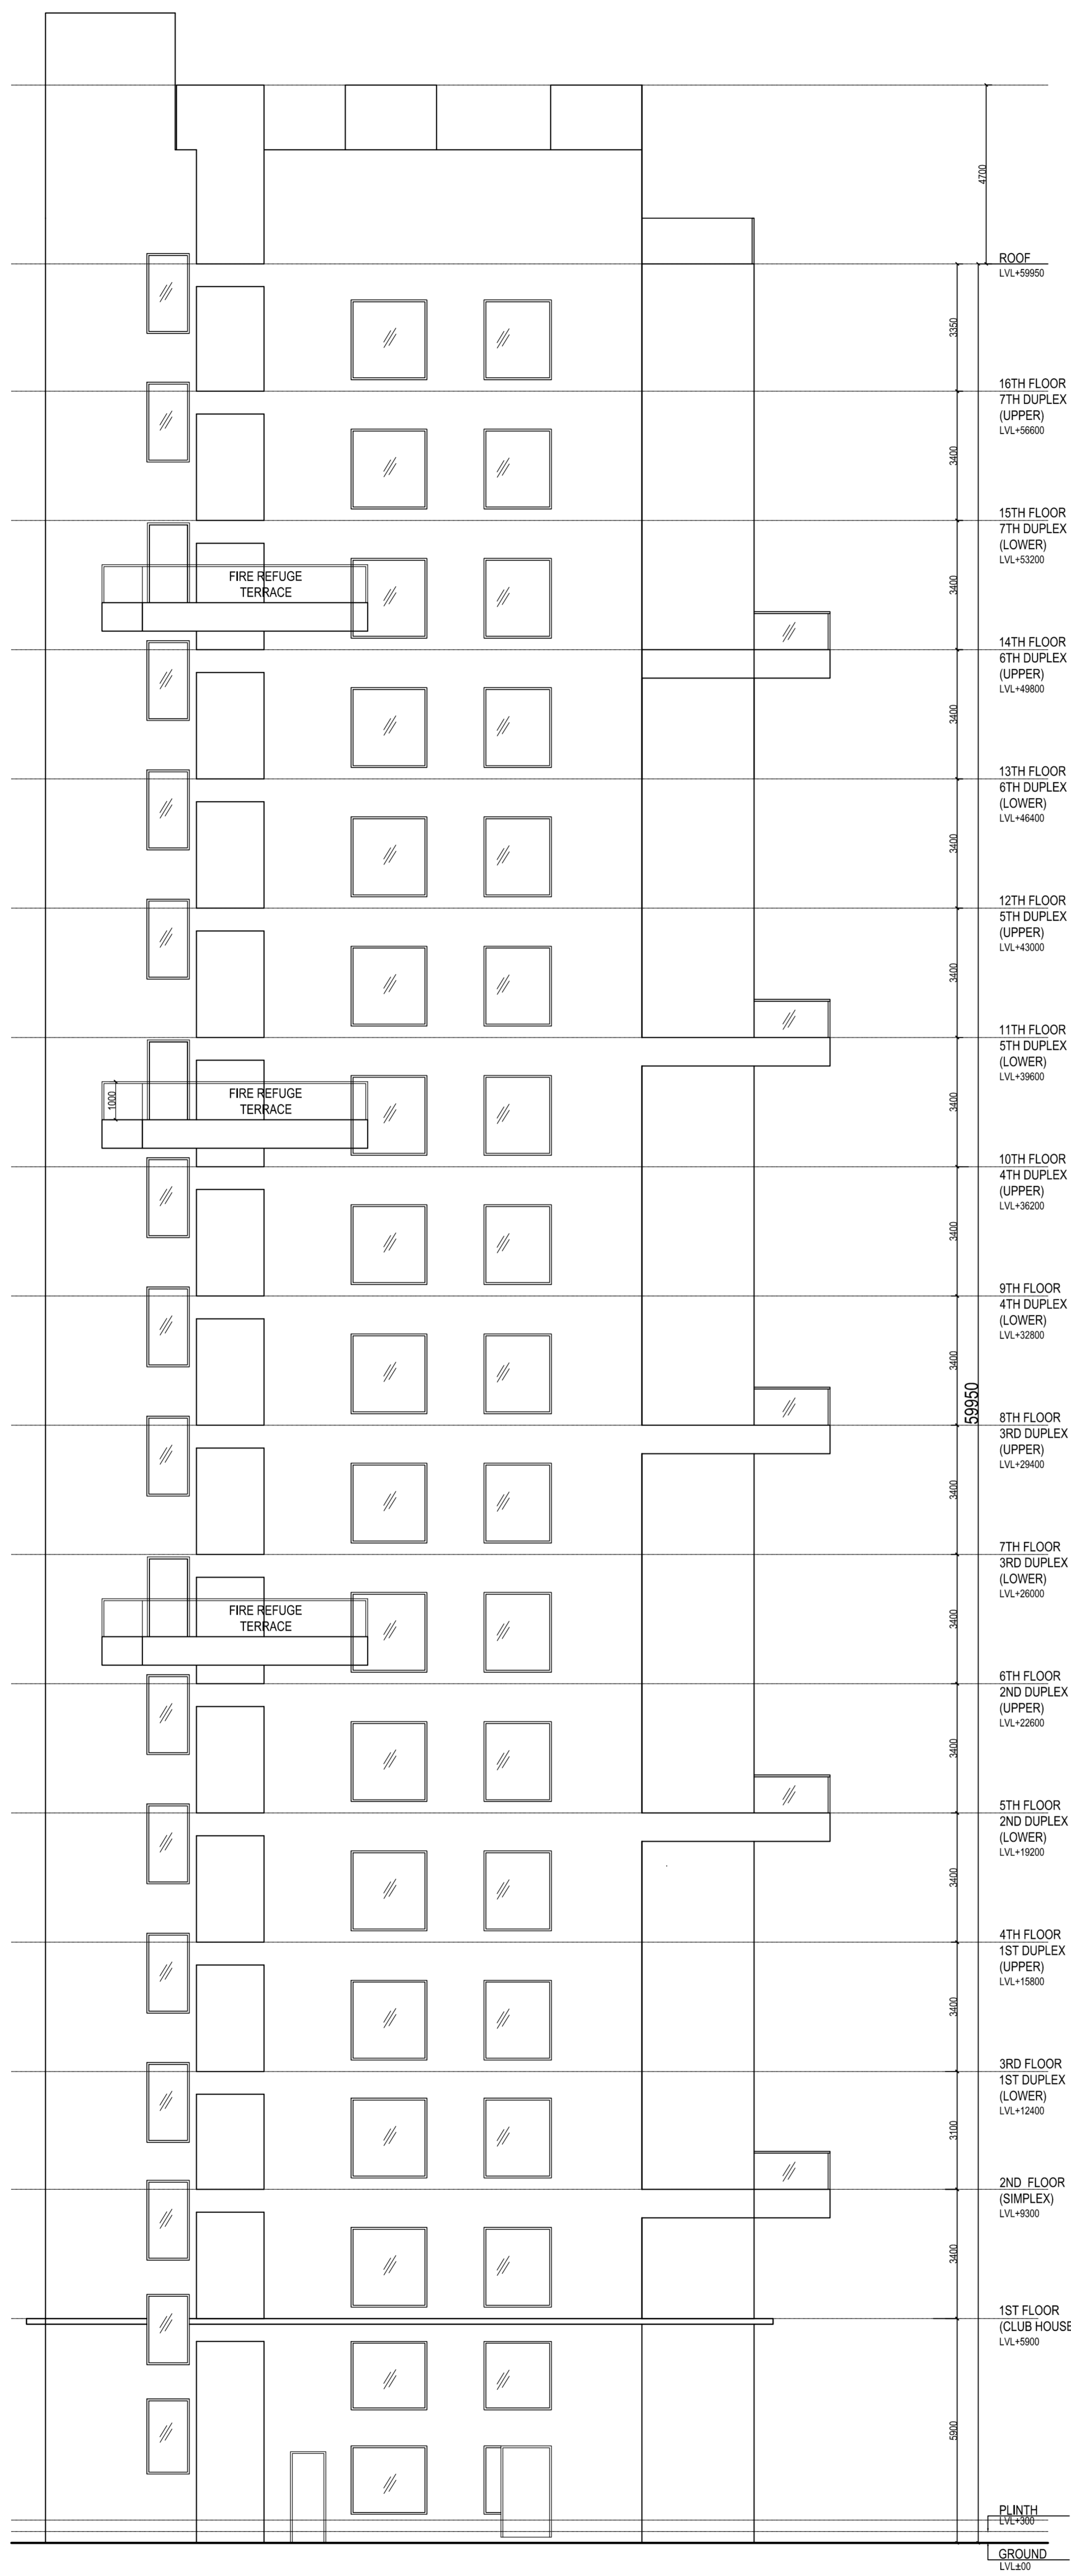 4700
ROOF
LVL+59950
3350
16TH FLOOR
7TH DUPLEX
(UPPER)
LVL+56600
3400
15TH FLOOR
7TH DUPLEX
(LOWER)
LVL+53200
FIRE REFUGE
TERRACE
3400
14TH FLOOR
6TH DUPLEX
(UPPER)
LVL+49800
3400
13TH FLOOR
6TH DUPLEX
(LOWER)
LVL+46400
3400
12TH FLOOR
5TH DUPLEX
(UPPER)
LVL+43000
3400
11TH FLOOR
5TH DUPLEX
(LOWER)
LVL+39600
1000
FIRE REFUGE
TERRACE
3400
10TH FLOOR
4TH DUPLEX
(UPPER)
LVL+36200
3400
9TH FLOOR
4TH DUPLEX
(LOWER)
LVL+32800
3400
59950
8TH FLOOR
3RD DUPLEX
(UPPER)
LVL+29400
3400
7TH FLOOR
3RD DUPLEX
(LOWER)
LVL+26000
FIRE REFUGE
TERRACE
3400
6TH FLOOR
2ND DUPLEX
(UPPER)
LVL+22600
3400
5TH FLOOR
2ND DUPLEX
(LOWER)
LVL+19200
3400
4TH FLOOR
1ST DUPLEX
(UPPER)
LVL+15800
3400
3RD FLOOR
1ST DUPLEX
(LOWER)
LVL+12400
3100
2ND FLOOR
(SIMPLEX)
LVL+9300
3400
1ST FLOOR
(CLUB HOUSE
LVL+5900
5900
PLINTH
LVL+300
GROUND
LVL±00